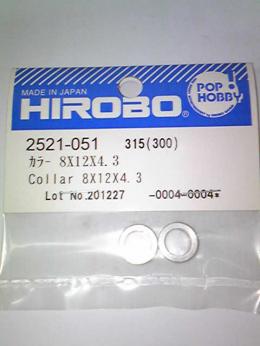 POP
HOBBY
MADE IN JAPAN
HIROBO®
2521-051 315(300)
ｶﾗｰ 8X12X4.3
Collar 8X12X4.3
Lot No.201227 -0004-0004